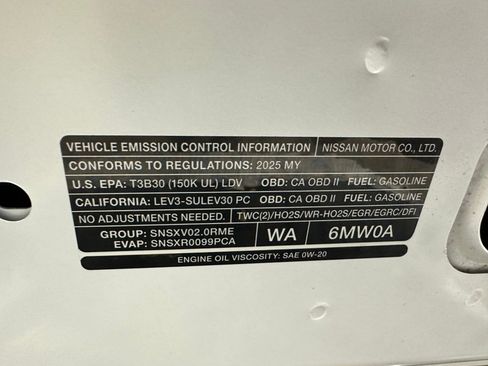 VEHICLE EMISSION CONTROL INFORMATION NISSAN MOTOR CO., LTD.
CONFORMS TO REGULATIONS: 2025 MY
U.S. EPA: T3B30 (150K UL) LDV OBD: CA OBD II FUEL: GASOLINE
CALIFORNIA: LEV3-SULEV30 PC OBD: CA OBD II FUEL: GASOLINE
NO ADJUSTMENTS NEEDED. TWC(2)/HO2S/WR-HO2S/EGR/EGRC/DFI
GROUP: SNSXV02.0RME
EVAP: SNSXR0099PCA
WA 6MW0A
ENGINE OIL VISCOSITY: SAE 0W-20